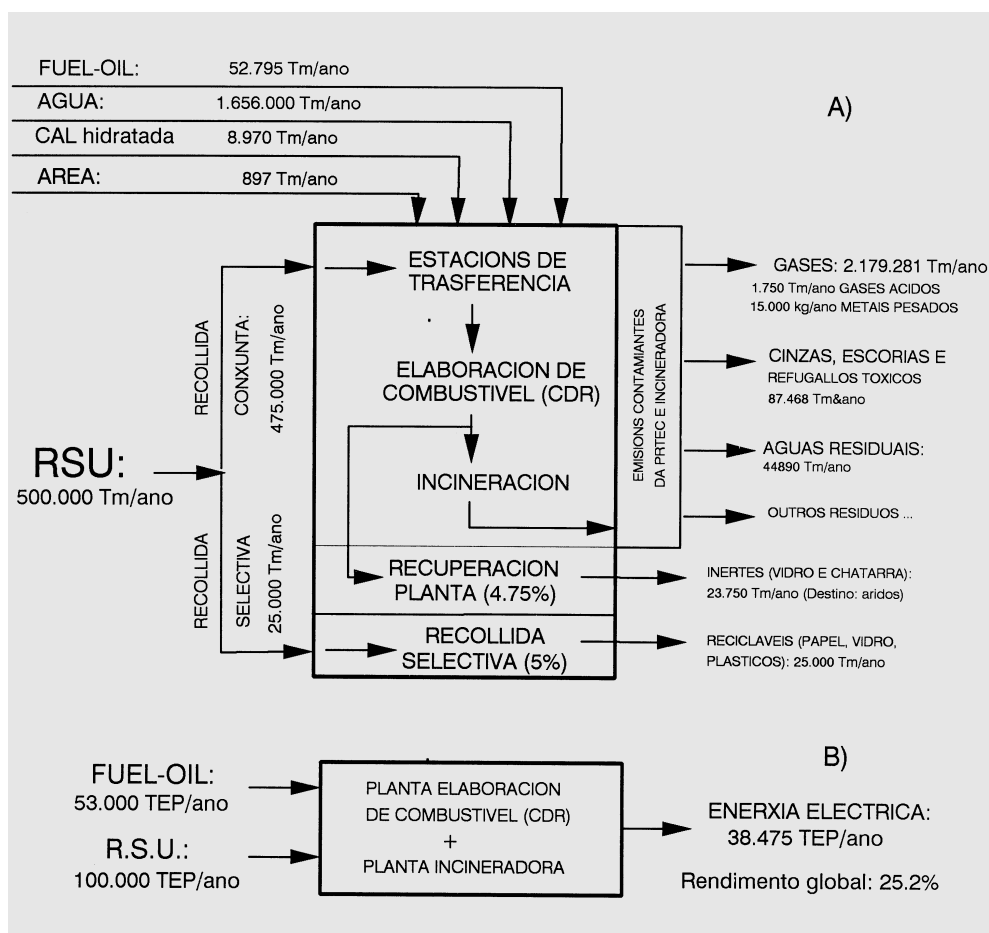 FUEL-OIL: 52.795 Tm/ano
AGUA: 1.656.000 Tm/ano
CAL hidratada 8.970 Tm/ano
AREA: 897 Tm/ano
A)
RSU:
500.000 Tm/ano
RECOLLIDA
CONXUNTA:
475.000 Tm/ano
RECOLLIDA
SELECTIVA
25.000 Tm/ano
ESTACIONS DE
TRASFERENCIA
ELABORACION DE
COMBUSTIVEL (CDR)
INCINERACION
RECUPERACION
PLANTA (4.75%)
RECOLLIDA
SELECTIVA (5%)
EMISIONS CONTAMIANTES
DA PRTEC E INCINERADORA
GASES: 2.179.281 Tm/ano
1.750 Tm/ano GASES ACIDOS
15.000 kg/ano METAIS PESADOS
CINZAS, ESCORIAS E
REFUGALLOS TOXICOS
87.468 Tm&ano
AGUAS RESIDUAIS:
44890 Tm/ano
OUTROS RESIDUOS ...
INERTES (VIDRO E CHATARRA):
23.750 Tm/ano (Destino: aridos)
RECICLAVEIS (PAPEL, VIDRO,
PLASTICOS): 25.000 Tm/ano
B)
FUEL-OIL:
53.000 TEP/ano
R.S.U.:
100.000 TEP/ano
PLANTA ELABORACION
DE COMBUSTIVEL (CDR)
+
PLANTA INCINERADORA
ENERXIA ELECTRICA:
38.475 TEP/ano
Rendimento global: 25.2%